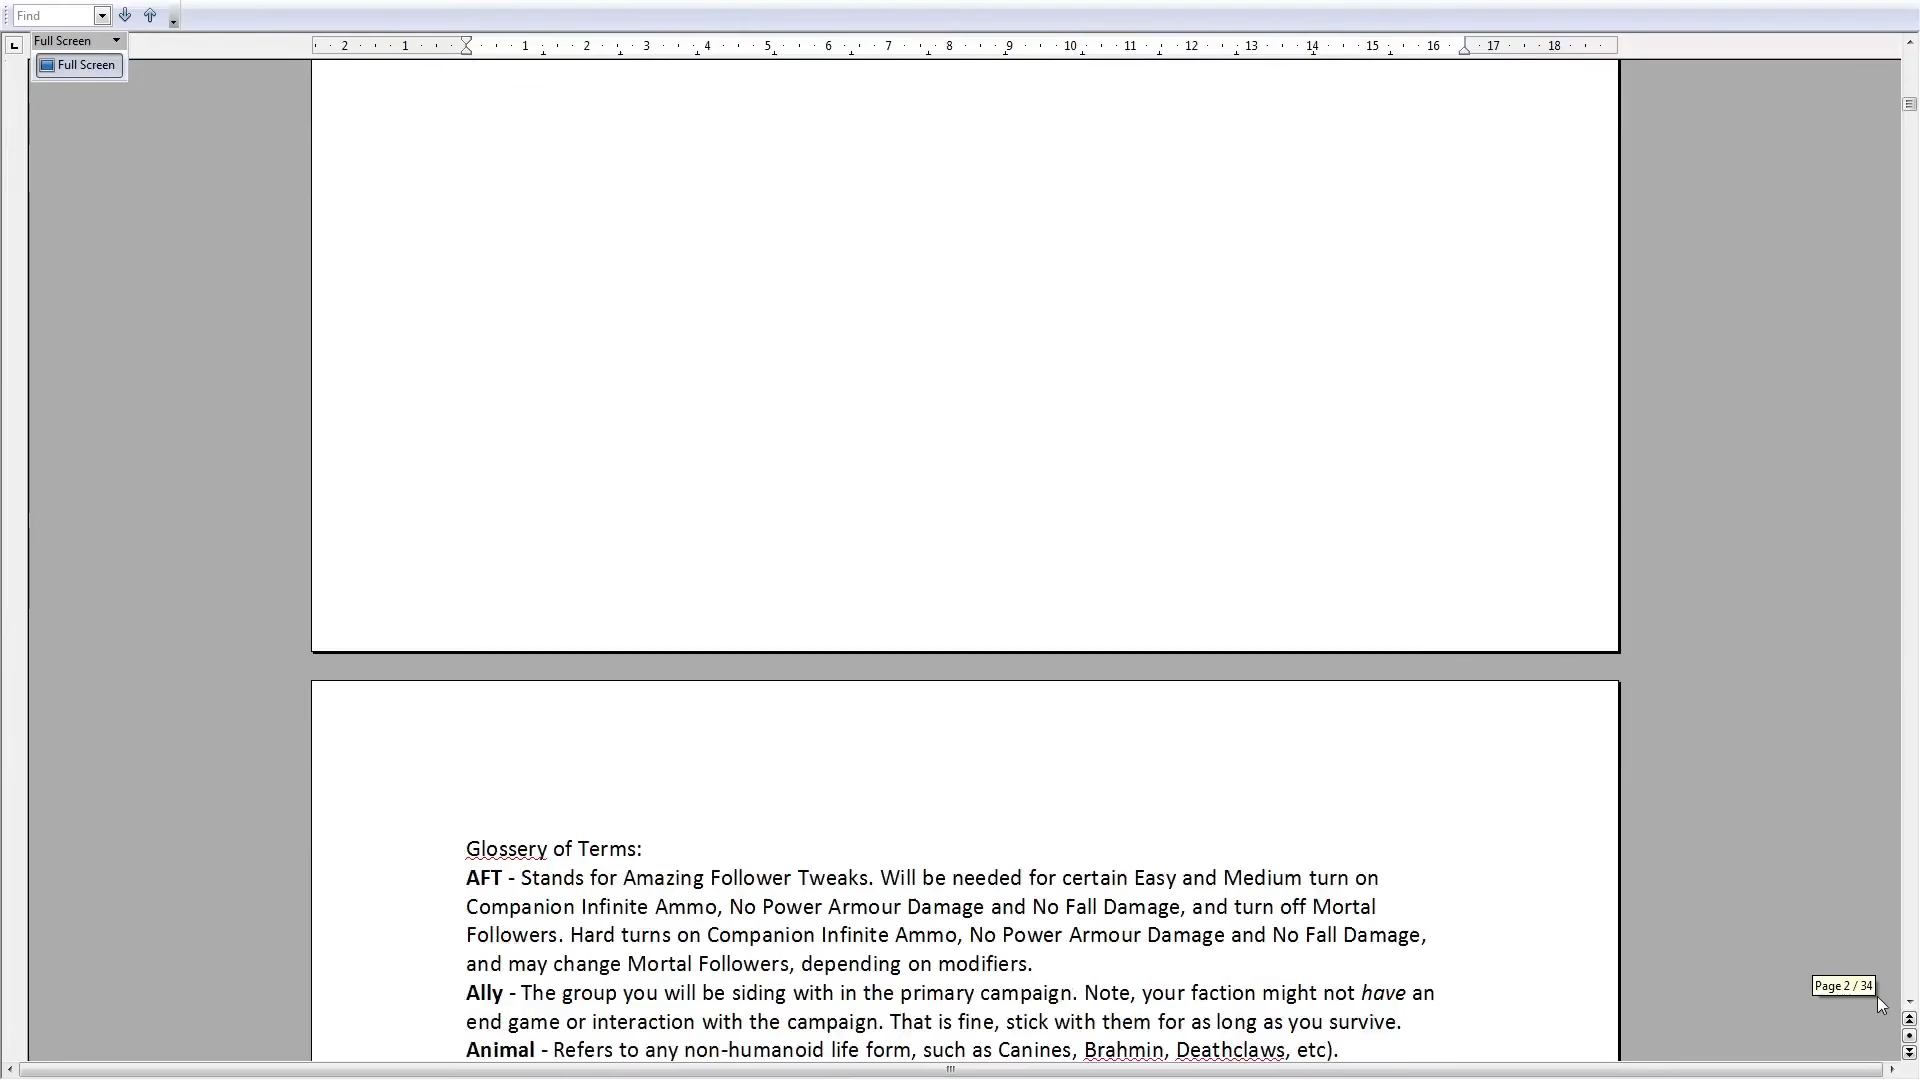 Find
Full Screen
Full Screen
2 1 1 2 3 4 5 6 7 8 9 10 11 12 13 14 15 16 17 18
Glossery of Terms:
AFT - Stands for Amazing Follower Tweaks. Will be needed for certain Easy and Medium turn on
Companion Infinite Ammo, No Power Armour Damage and No Fall Damage, and turn off Mortal
Followers. Hard turns on Companion Infinite Ammo, No Power Armour Damage and No Fall Damage,
and may change Mortal Followers, depending on modifiers.
Ally - The group you will be siding with in the primary campaign. Note, your faction might not have an
end game or interaction with the campaign. That is fine, stick with them for as long as you survive.
Animal - Refers to any non-humanoid life form, such as Canines, Brahmin, Deathclaws, etc).
Page 2 / 34